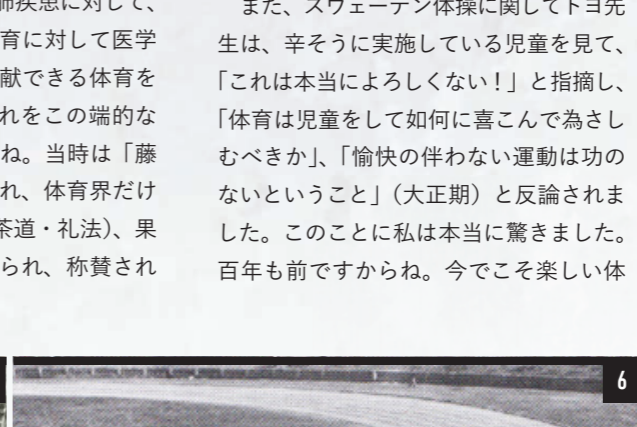 肺疾患に対して、
育に対して医学
献できる体育を
れをこの端的な
ね。当時は「藤
れ、体育界だけ
茶道・礼法)、果
られ、称賛され
また、スウェーデン体操に関してトヨ先
生は、辛そうに実施している児童を見て、
「これは本当によろしくない！」と指摘し、
「体育は児童をして如何に喜こんで為さし
むべきか」、「愉快の伴わない運動は功の
ないということ」（大正期）と反論されま
した。このことに私は本当に驚きました。
百年も前ですからね。今でこそ楽しい体
6